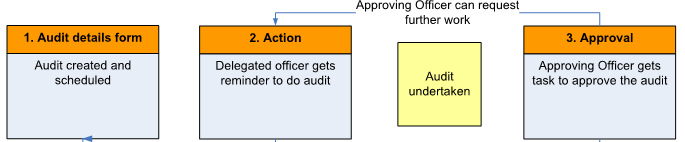 Approving Officer can request
further work
1. Audit details form
Audit created and
scheduled
2. Action
Delegated officer gets
reminder to do audit
Audit
undertaken
3. Approval
Approving Officer gets
task to approve the audit